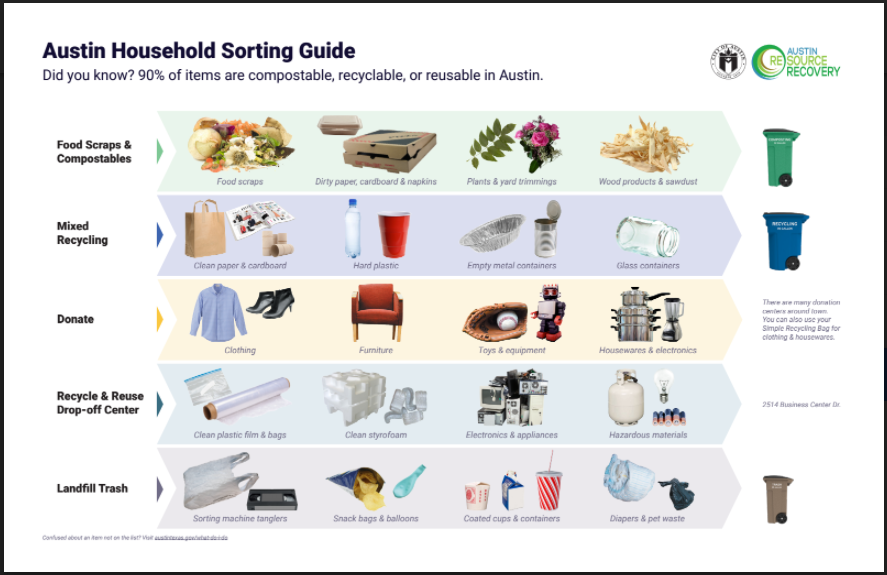 Austin Household Sorting Guide
Did you know? 90% of items are compostable, recyclable, or reusable in Austin.
AUSTIN
RESOURCE
RECOVERY
Food Scraps &
Compostables
Food scraps
Dirty paper, cardboard & napkins
Plants & yard trimmings
Wood products & sawdust
Mixed
Recycling
Clean paper & cardboard
Hard plastic
Empty metal containers
Glass containers
RECYCLING
Donate
Clothing
Furniture
Toys & equipment
Housewares & electronics
There are many donation
centers around town.
You can also use your
Simple Recycling Bag for
clothing & housewares.
Recycle & Reuse
Drop-off Center
Clean plastic film & bags
Clean styrofoam
Electronics & appliances
Hazardous materials
2514 Business Center Dr.
Landfill Trash
Sorting machine tanglers
Snack bags & balloons
Coated cups & containers
Diapers & pet waste
Confused about an item not on the list? Visit austintexas.gov/what-do-i-do